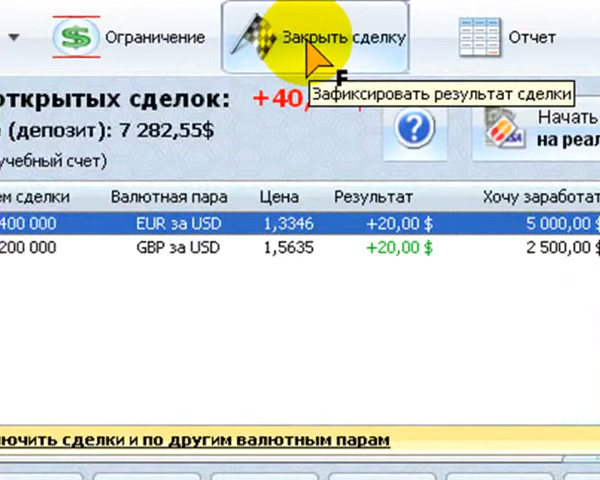 Ограничение
Закрыть сделку
Отчет
F
Зафиксировать результат сделки
открытых сделок: +40,
(депозит): 7 282,55$
учебный счет)
?
Начать
на реал
VISA
ем сделки Валютная пара Цена Результат Хочу заработат
400 000 EUR за USD 1,3346 +20,00 $ 5 000,00 $
200 000 GBP за USD 1,5635 +20,00 $ 2 500,00 $
ючить сделки и по другим валютным парам